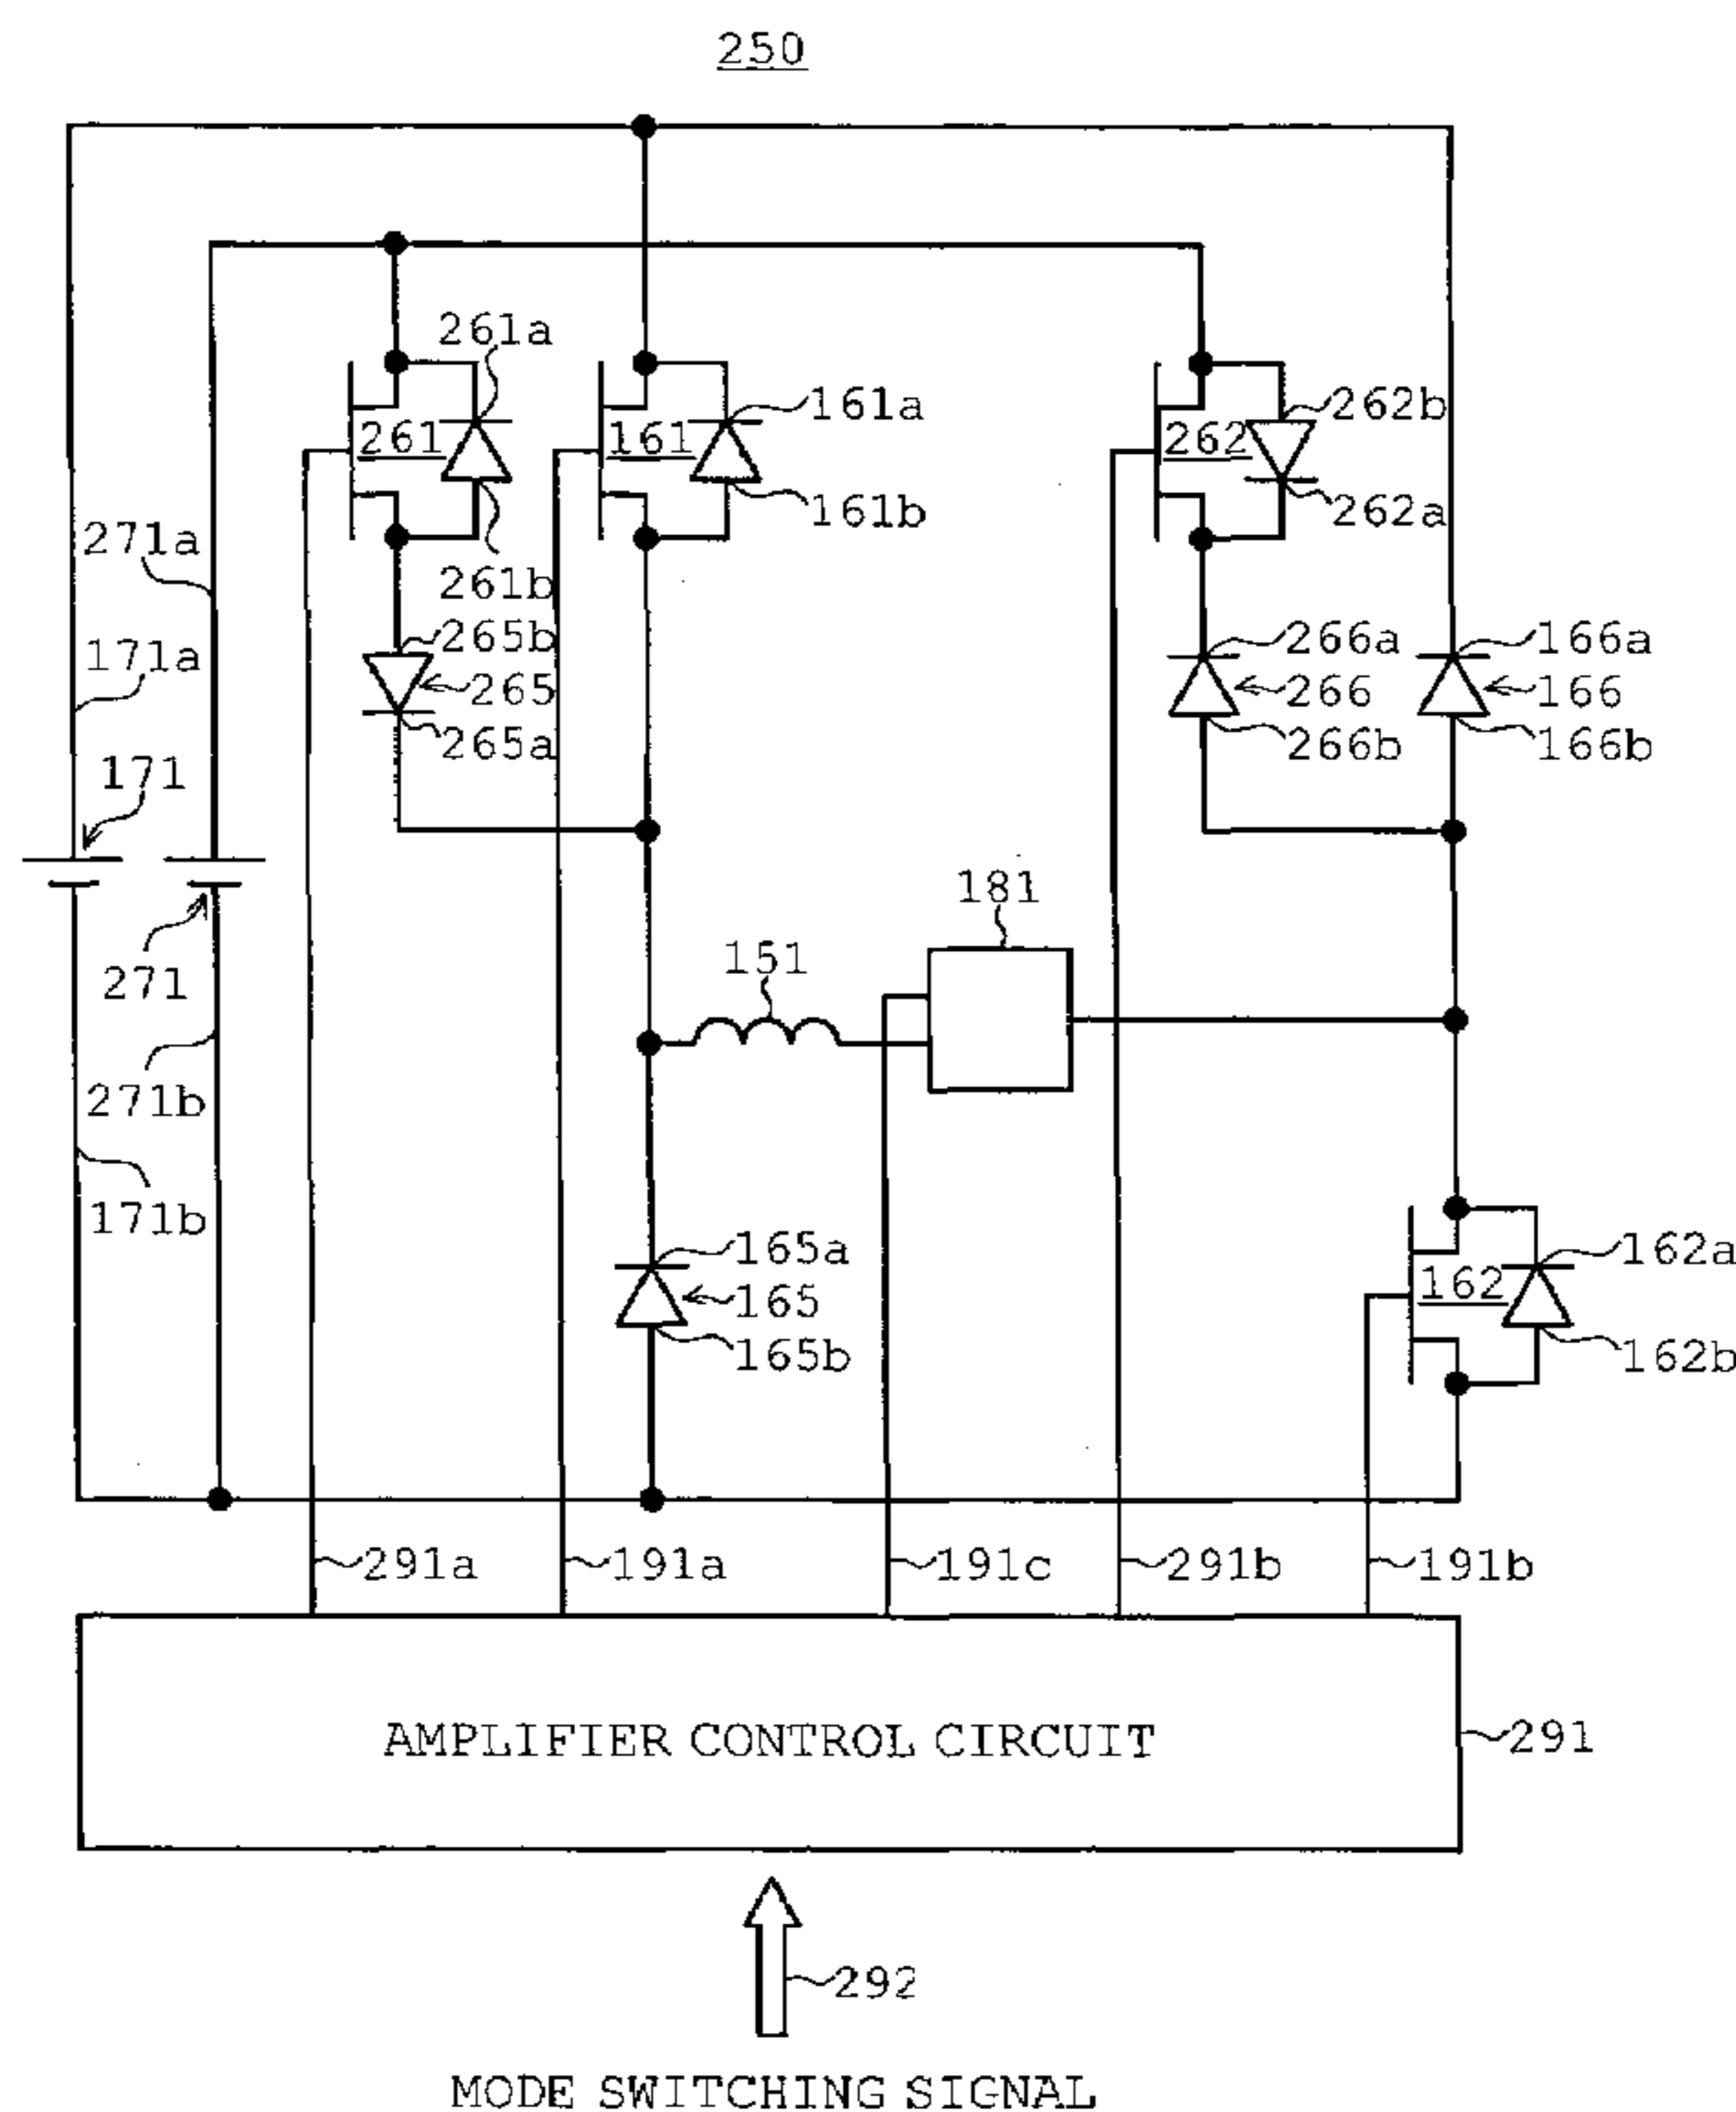 250
261a
161a
262b
261
161
262
161b
262a
271a
261b
265b
266a
166a
171a
265
266
166
265a
266b
166b
171
181
151
271
271b
171b
165a
162a
165
162
165b
162b
291a
191a
191c
291b
191b
AMPLIFIER CONTROL CIRCUIT
291
292
MODE SWITCHING SIGNAL